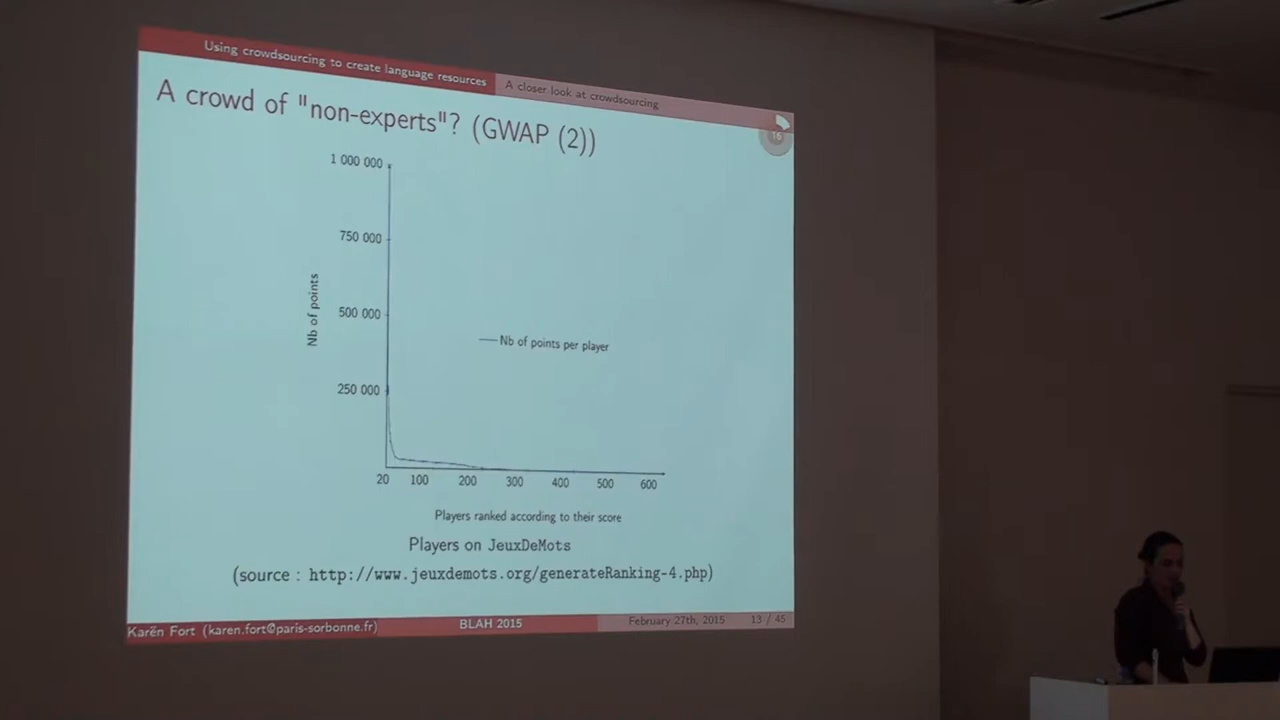 Using crowdsourcing to create language resources
A closer look at crowdsourcing
A crowd of "non-experts"? (GWAP (2))
16
1 000 000
750 000
500 000
250 000
Nb of points
Nb of points per player
20 100 200 300 400 500 600
Players ranked according to their score
Players on JeuxDeMots
(source : http://www.jeuxdemots.org/generateRanking-4.php)
Karën Fort (karen.fort@paris-sorbonne.fr)
BLAH 2015
February 27th, 2015
13 / 45